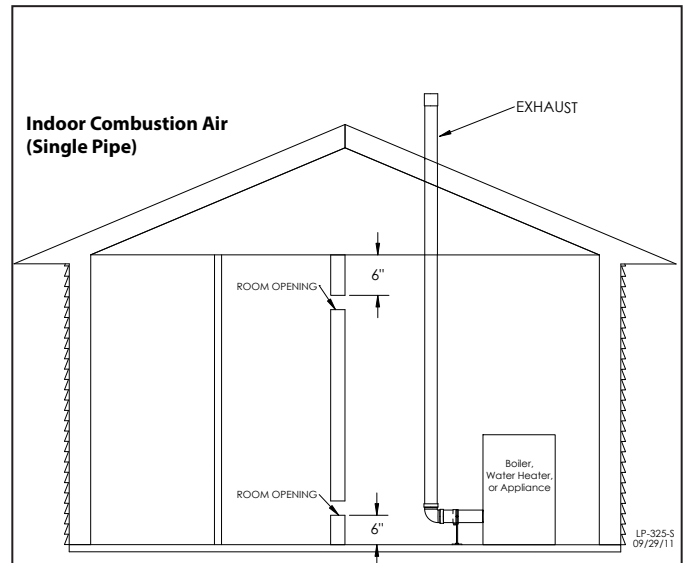 Indoor Combustion Air
(Single Pipe)
EXHAUST
6"
ROOM OPENING
Boiler,
Water Heater,
or Appliance
ROOM OPENING
6"
LP-325-S
09/29/11